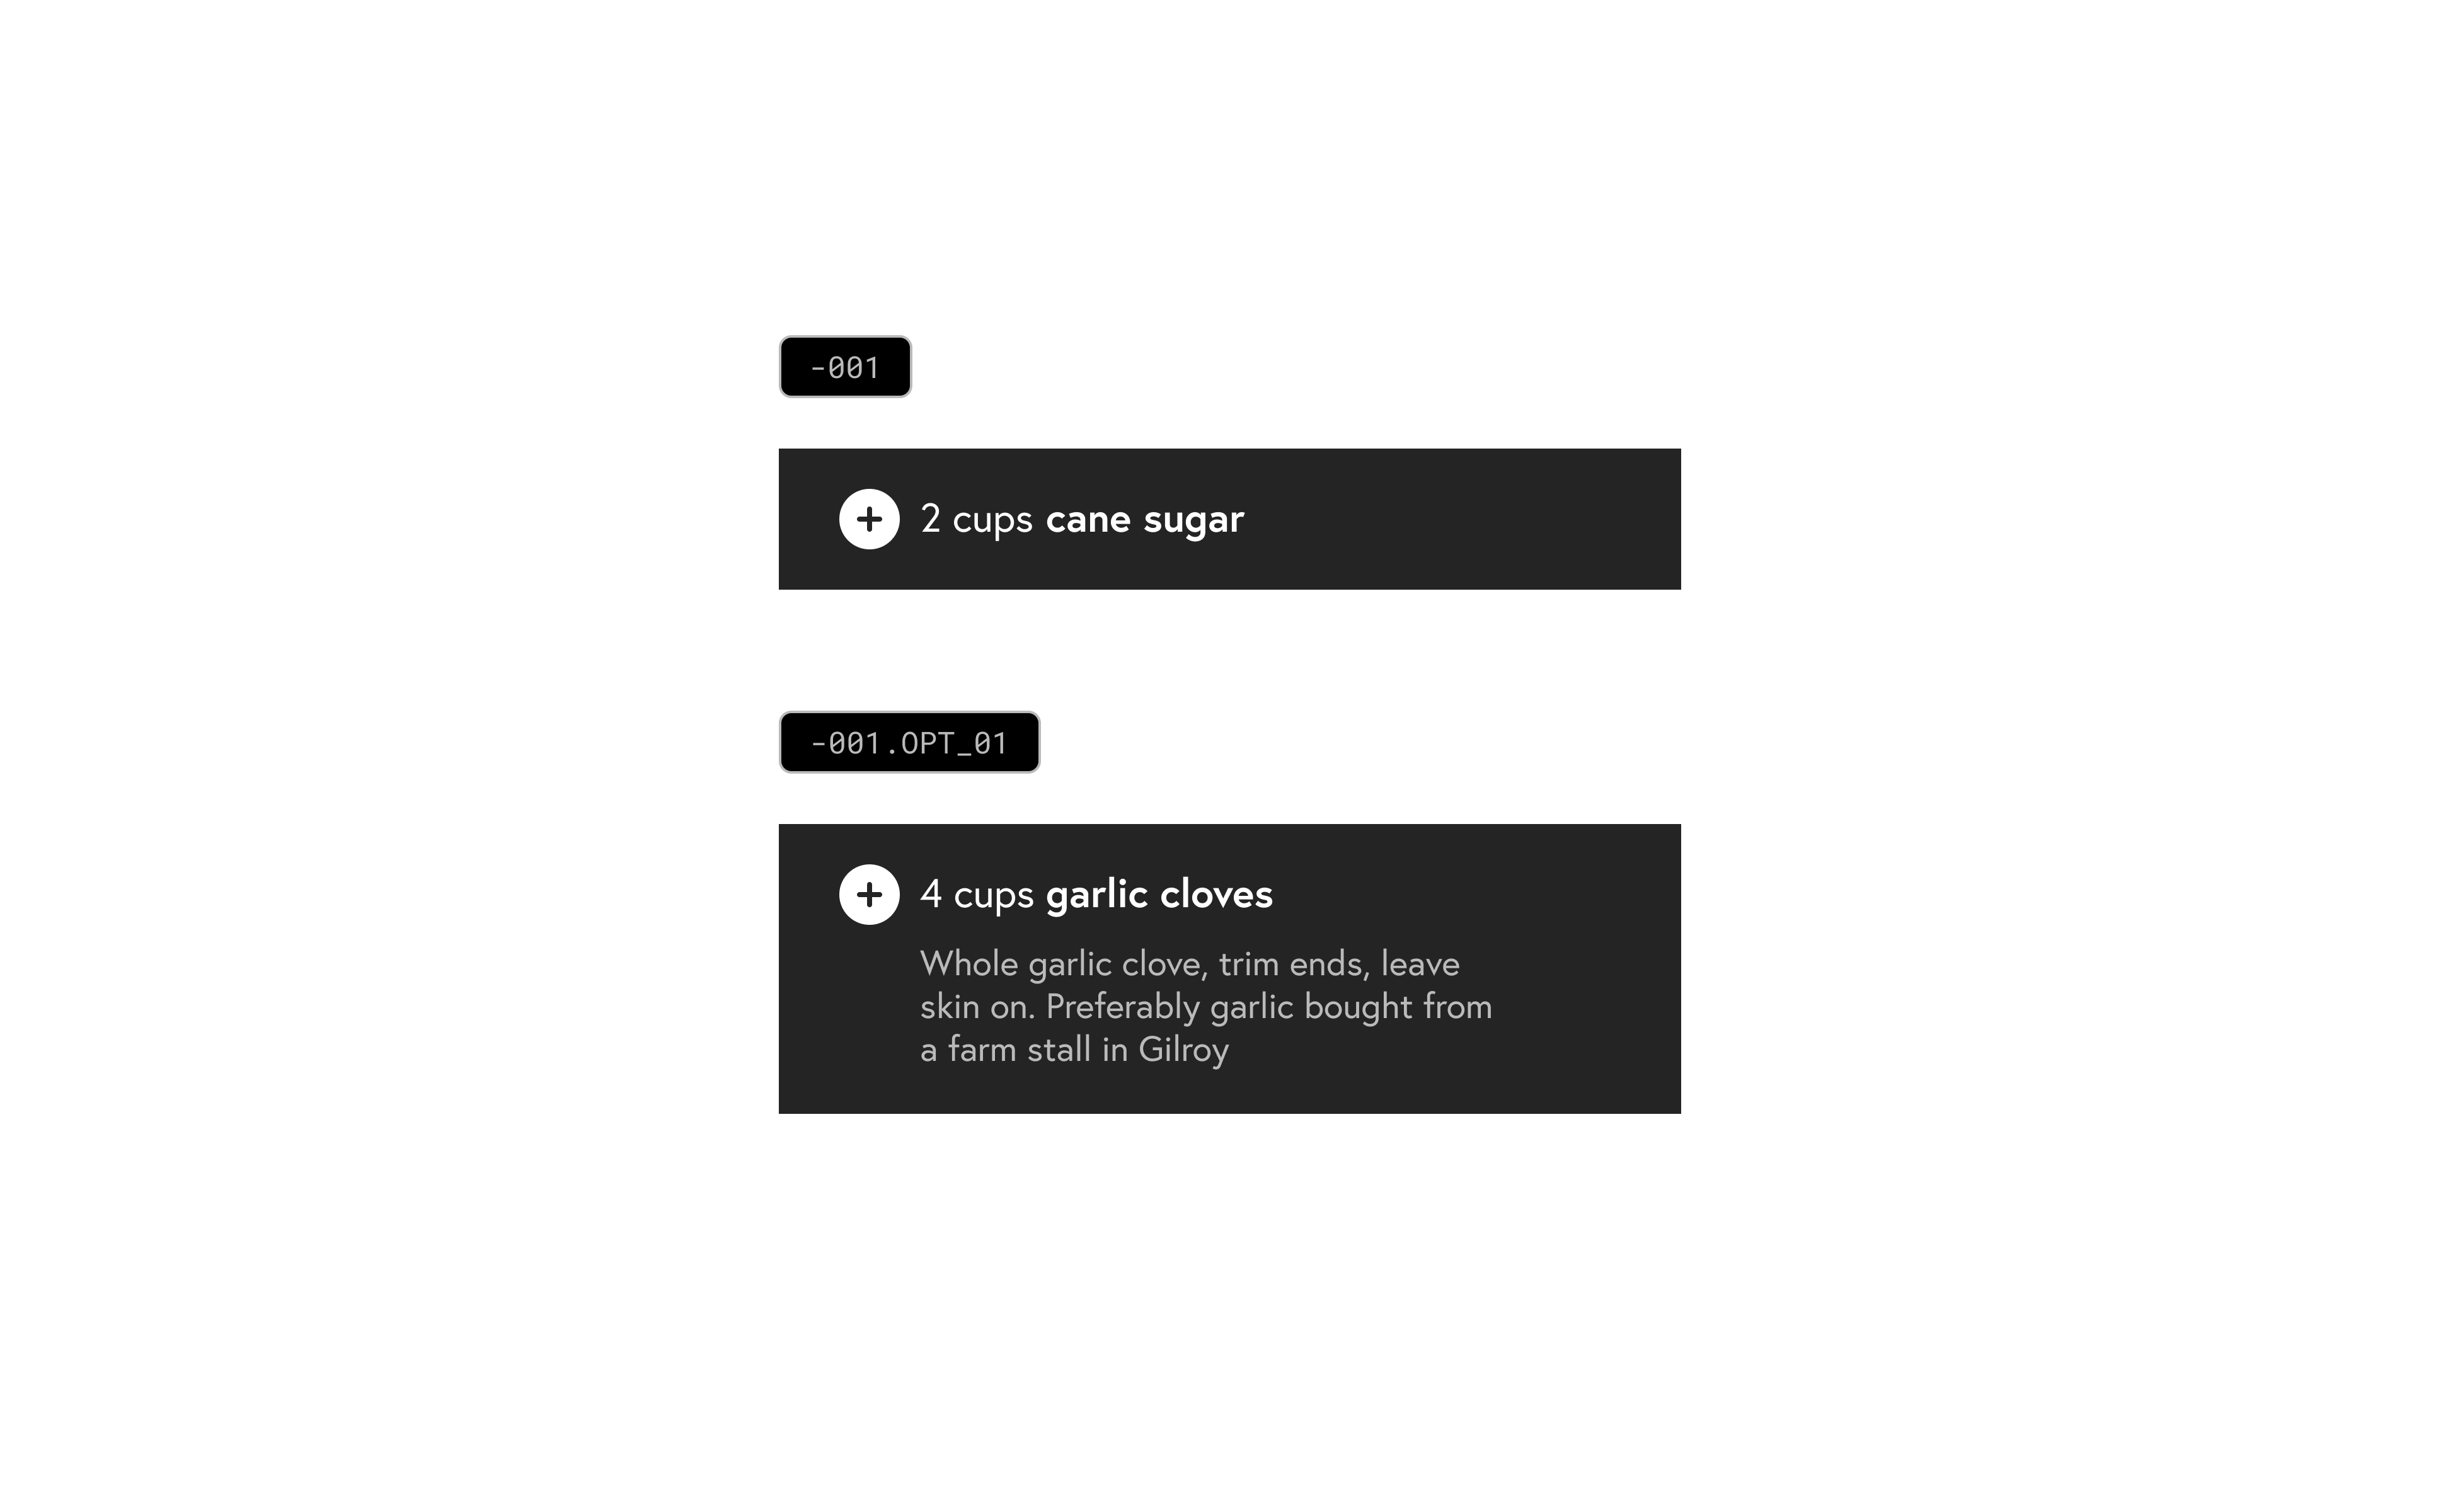 -001
2 cups cane sugar
-001.OPT_01
4 cups garlic cloves
Whole garlic clove, trim ends, leave
skin on. Preferably garlic bought from
a farm stall in Gilroy